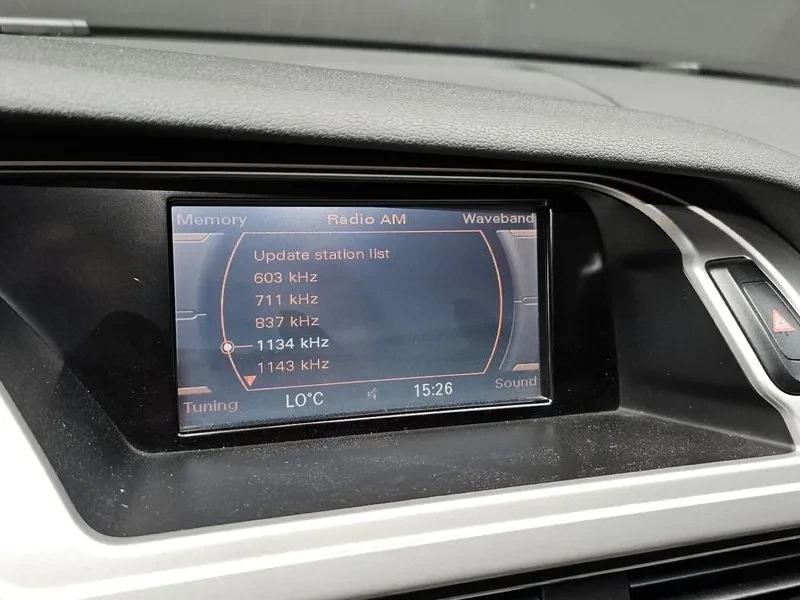 Memory Radio AM Waveband
Update station list
603 kHz
711 kHz
837 kHz
1134 kHz
1143 kHz
Tuning LO°C 15:26 Sound